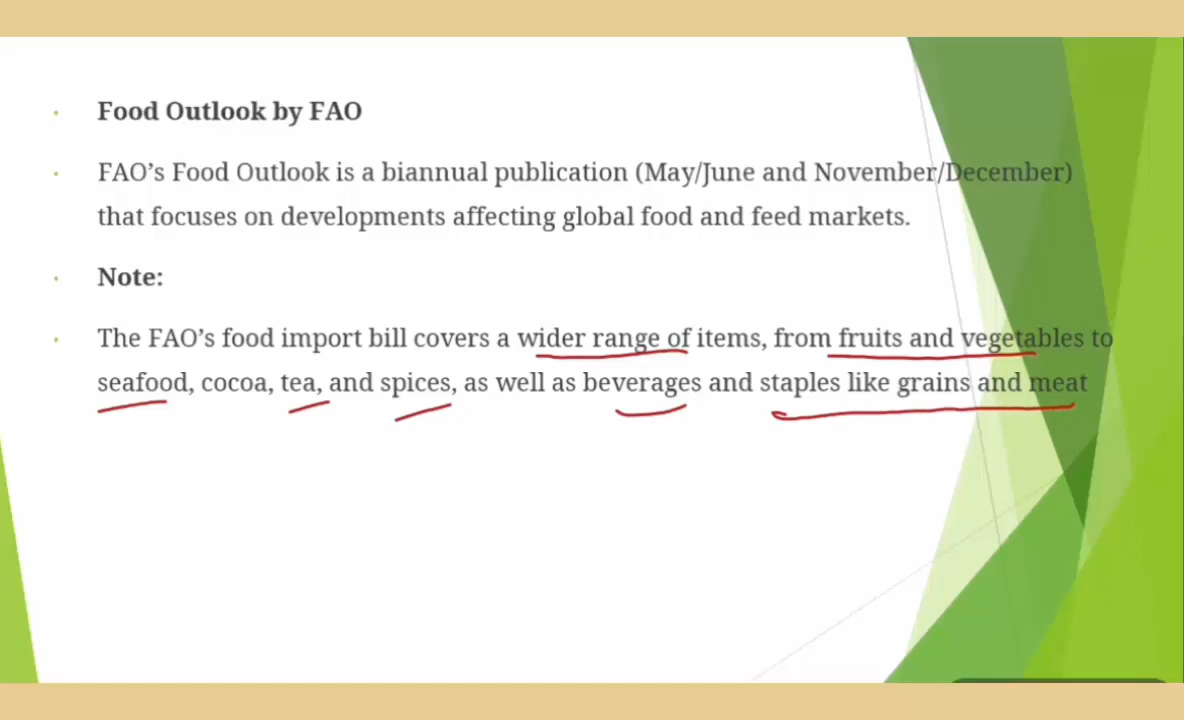 Food Outlook by FAO
FAO’s Food Outlook is a biannual publication (May/June and November/December)
that focuses on developments affecting global food and feed markets.
Note:
The FAO’s food import bill covers a wider range of items, from fruits and vegetables to
seafood, cocoa, tea, and spices, as well as beverages and staples like grains and meat